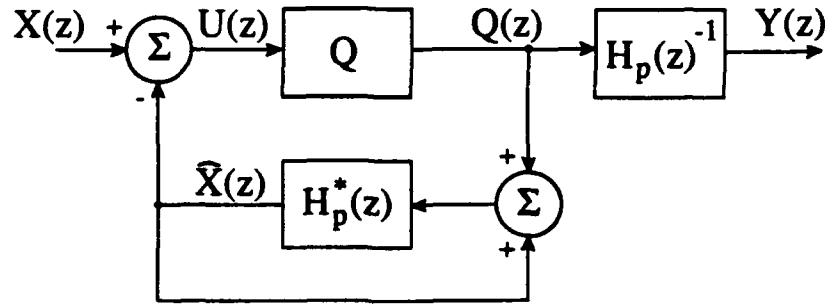 X(z) + Σ U(z) Q Q(z) H_p(z)^{-1} Y(z)
-
+
X̂(z) H_p^*(z) Σ
+